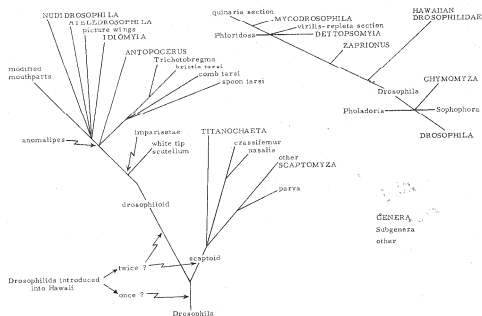 NUDIDROSOPHILA
ATELEDROSOPHILA
picture wings
IDIOMYIA
ANTOPOCERUS
Trichotobregma
bristle tarsi
comb tarsi
spoon tarsi
modified
mouthparts
anomalipes
imparisetae
white tip
scutellum
drosophiloid
TITANOCHAETA
crassifemur
nasalis
other
SCAPTOMYZA
parva
scaptoid
twice ?
Drosophilids introduced
into Hawaii
once ?
Drosophila
quinaria section
MYCODROSOPHILA
virilis-repleta section
Phloridosa
DETTOPSOMYIA
ZAPRIONUS
HAWAIIAN
DROSOPHILIDAE
Drosophila
CHYMOMYZA
Pholadoria
Sophophora
DROSOPHILA
GENERA
Subgenera
other